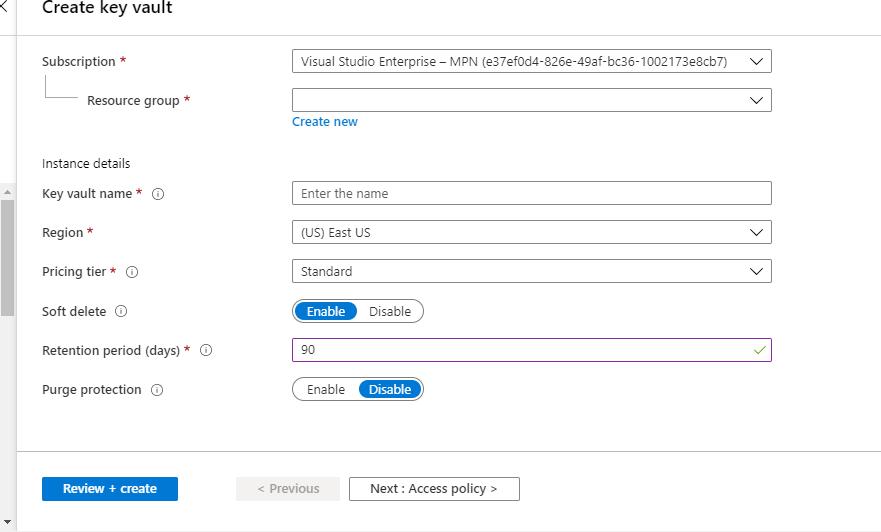 Create key vault
Subscription *
Visual Studio Enterprise – MPN (e37ef0d4-826e-49af-bc36-1002173e8cb7)
Resource group *
Create new
Instance details
Key vault name *
Enter the name
Region *
(US) East US
Pricing tier *
Standard
Soft delete
Enable Disable
Retention period (days) *
90
Purge protection
Enable Disable
Review + create
< Previous
Next : Access policy >